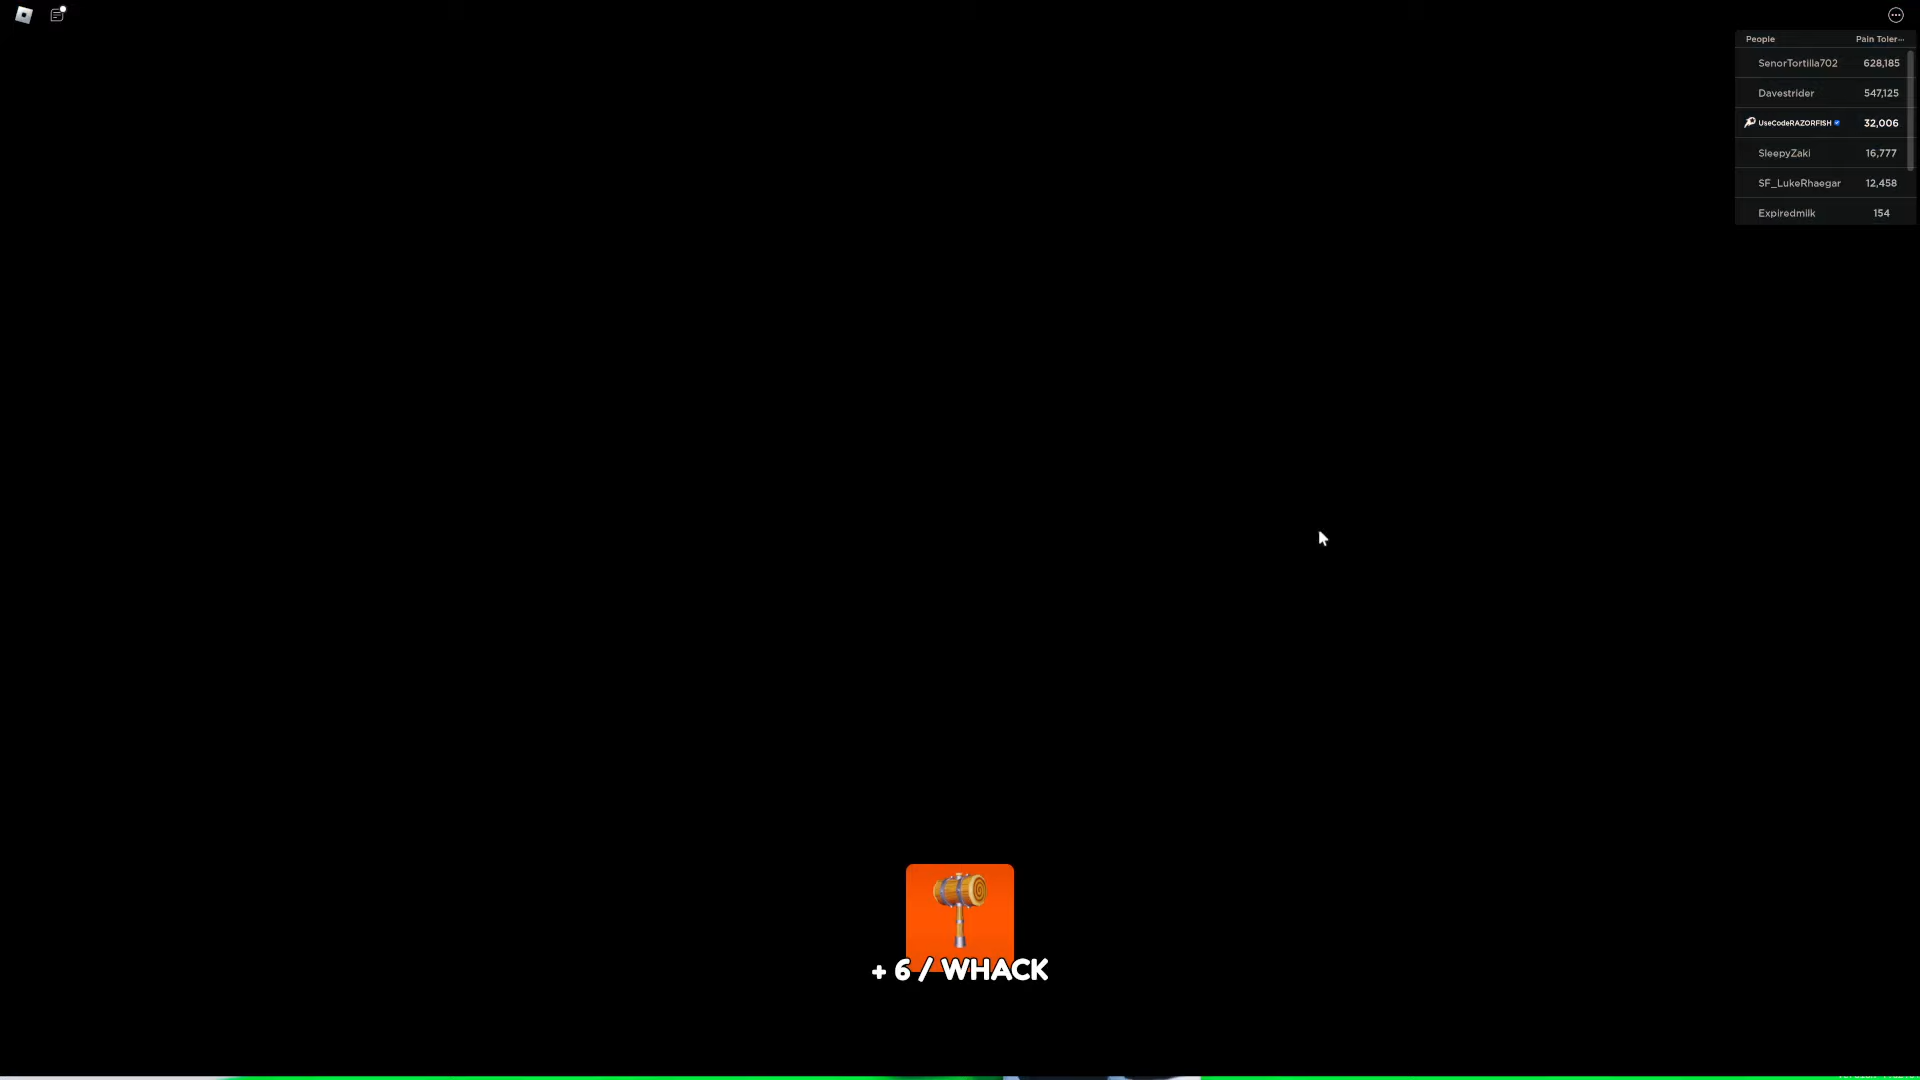 People Pain Toler...
SenorTortilla702 628,185
Davestrider 547,125
UseCodeRAZORFISH 32,006
SleepyZaki 16,777
SF_LukeRhaegar 12,458
Expiredmilk 154
+ 6 / WHACK